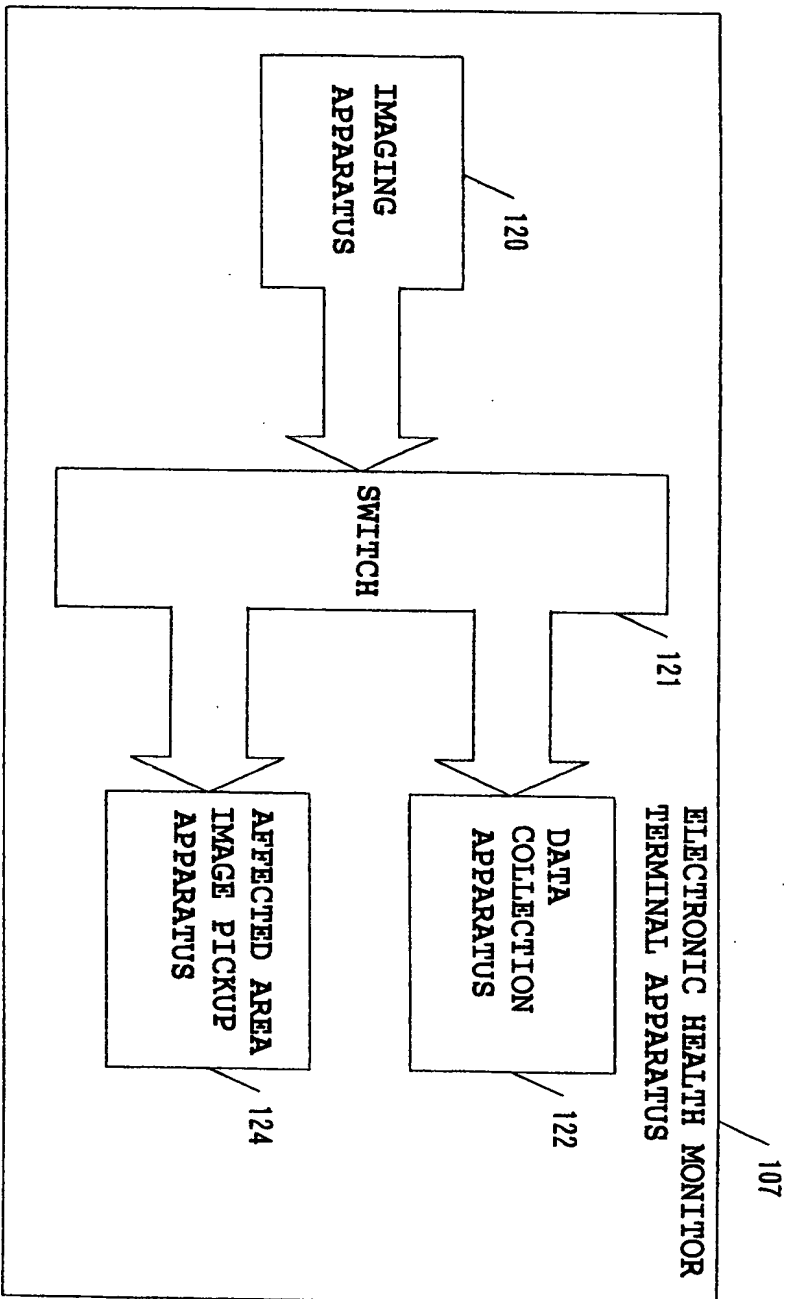 107
ELECTRONIC HEALTH MONITOR
TERMINAL APPARATUS
120
IMAGING
APPARATUS
121
SWITCH
122
DATA
COLLECTION
APPARATUS
124
AFFECTED AREA
IMAGE PICKUP
APPARATUS